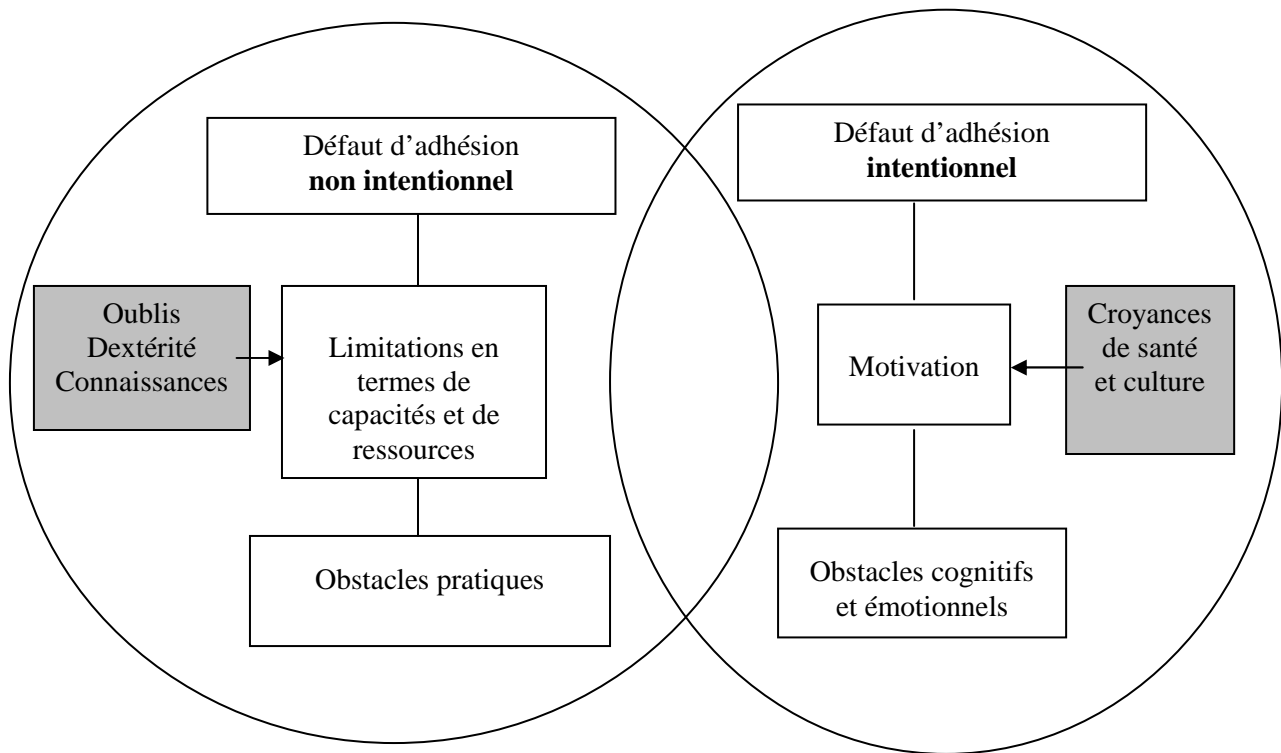 Défaut d’adhésion
non intentionnel
Oublis
Dextérité
Connaissances
Limitations en
termes de
capacités et de
ressources
Obstacles pratiques
Défaut d’adhésion
intentionnel
Motivation
Croyances
de santé
et culture
Obstacles cognitifs
et émotionnels